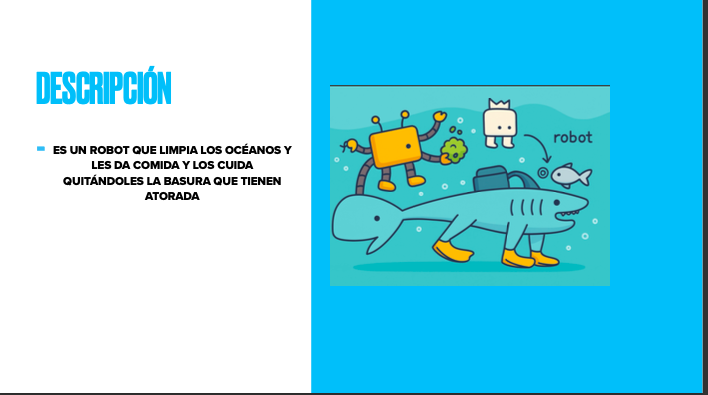 DESCRIPCIÓN
ES UN ROBOT QUE LIMPIA LOS OCÉANOS Y
LES DA COMIDA Y LOS CUIDA
QUITÁNDOLES LA BASURA QUE TIENEN
ATORADA
robot